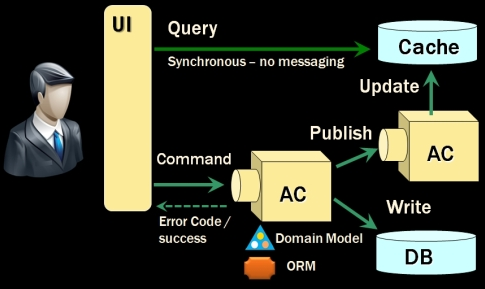 UI
Query
Cache
Synchronous – no messaging
Update
Publish
AC
Command
AC
Write
Error Code /
success
Domain Model
DB
ORM